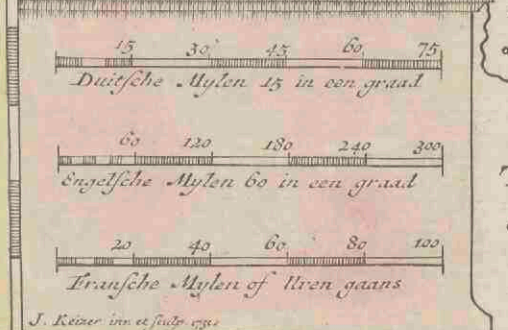 15 30 45 60 75
Duitsche Mylen 15 in een graad
60 120 180 240 300
Engelsche Mylen 60 in een graad
20 40 60 80 100
Fransche Mylen of Uren gaans
J. Keizer inv. et sculp.